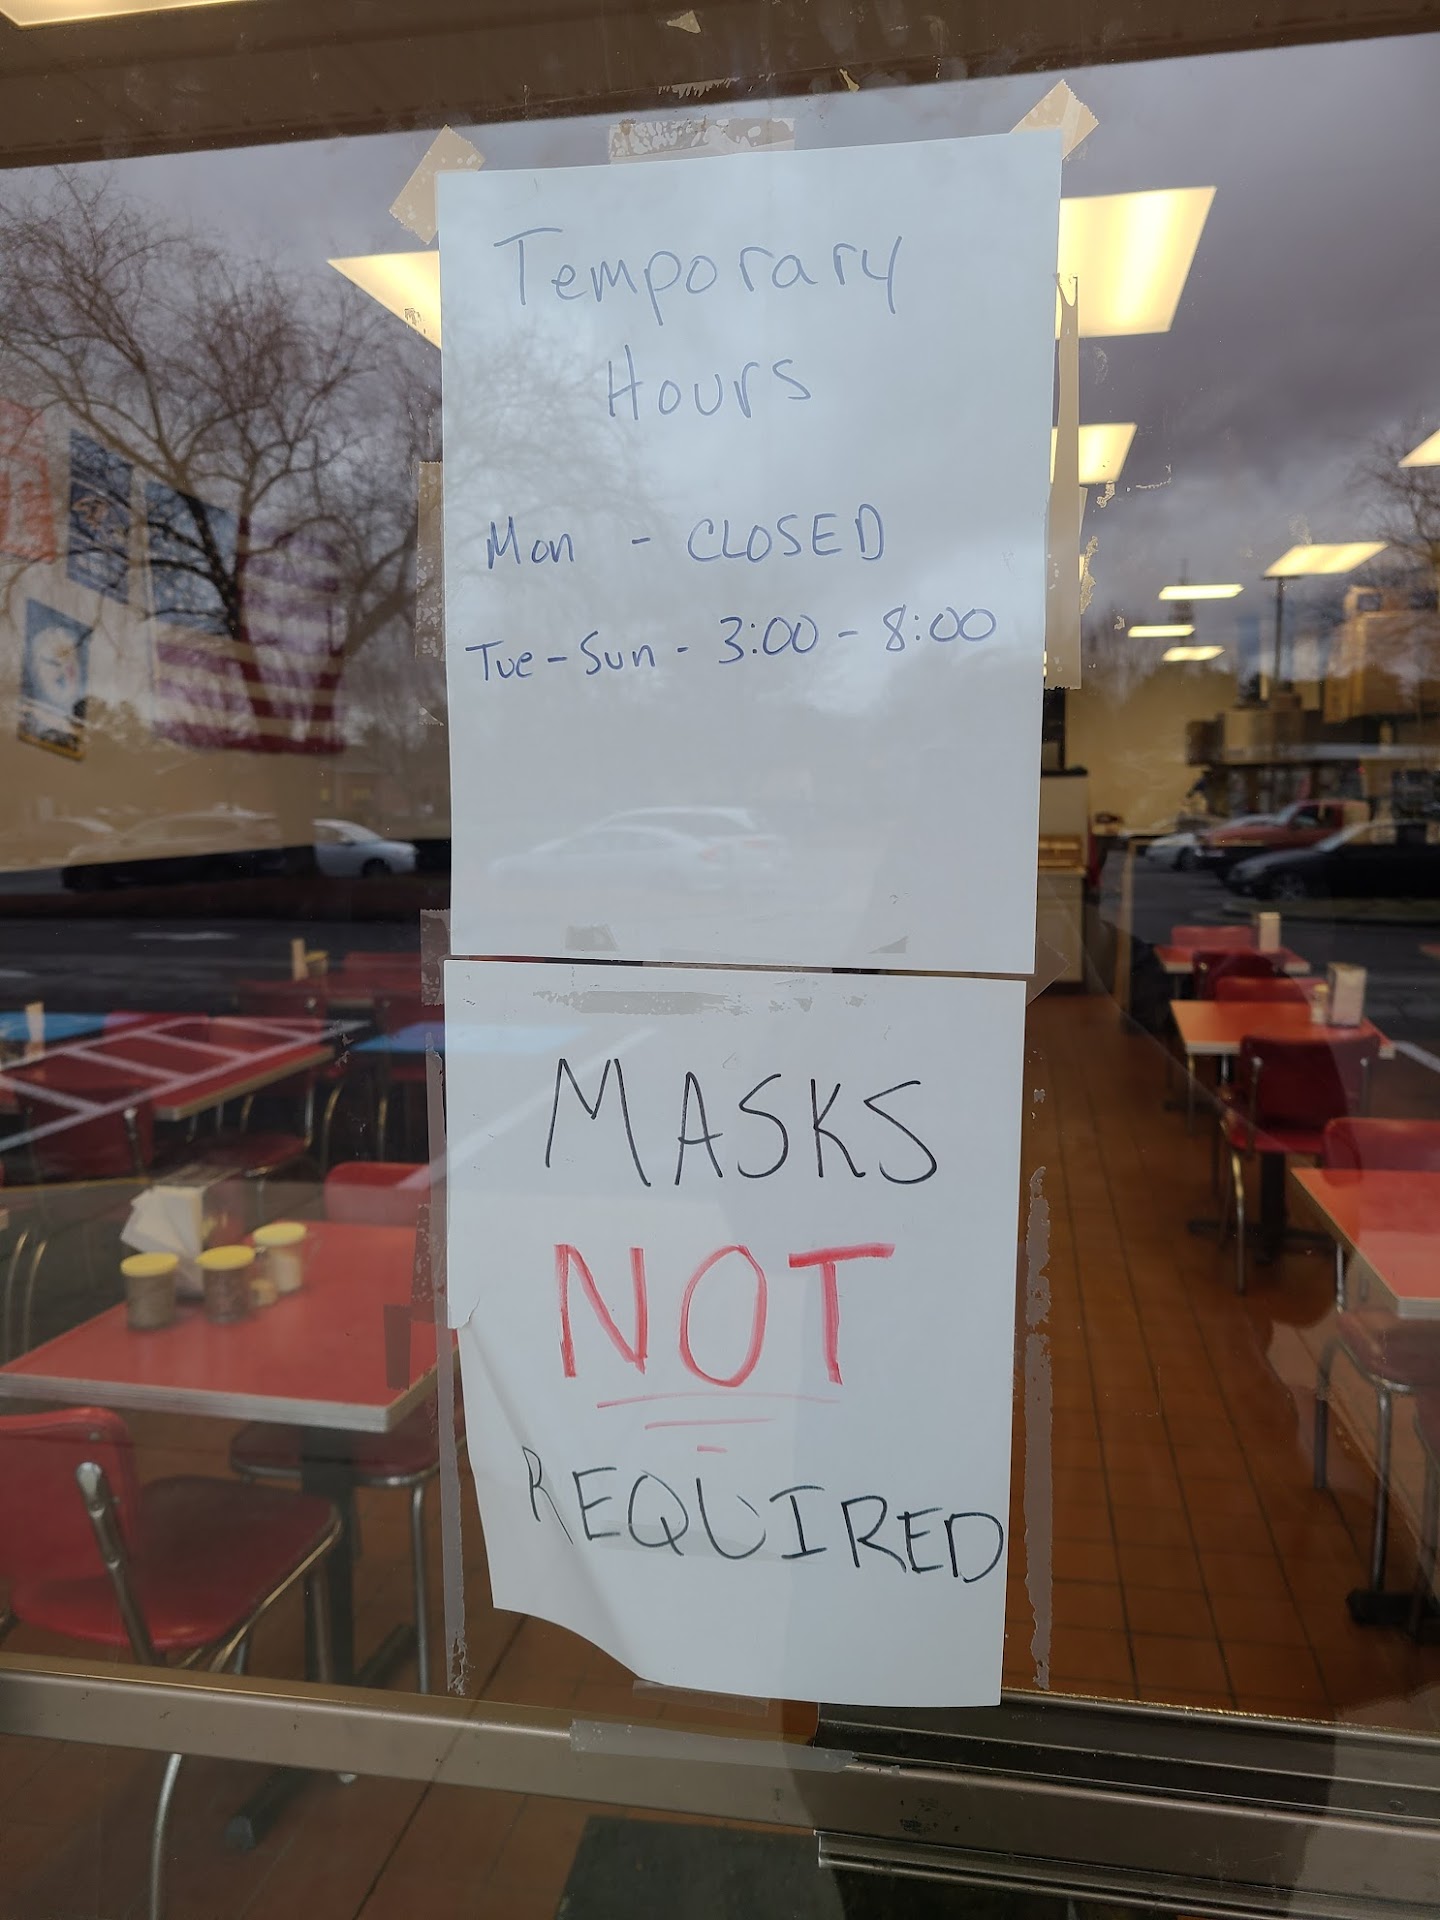 Temporary
Hours
Mon - CLOSED
Tue-Sun - 3:00 - 8:00
MASKS
NOT
REQUIRED